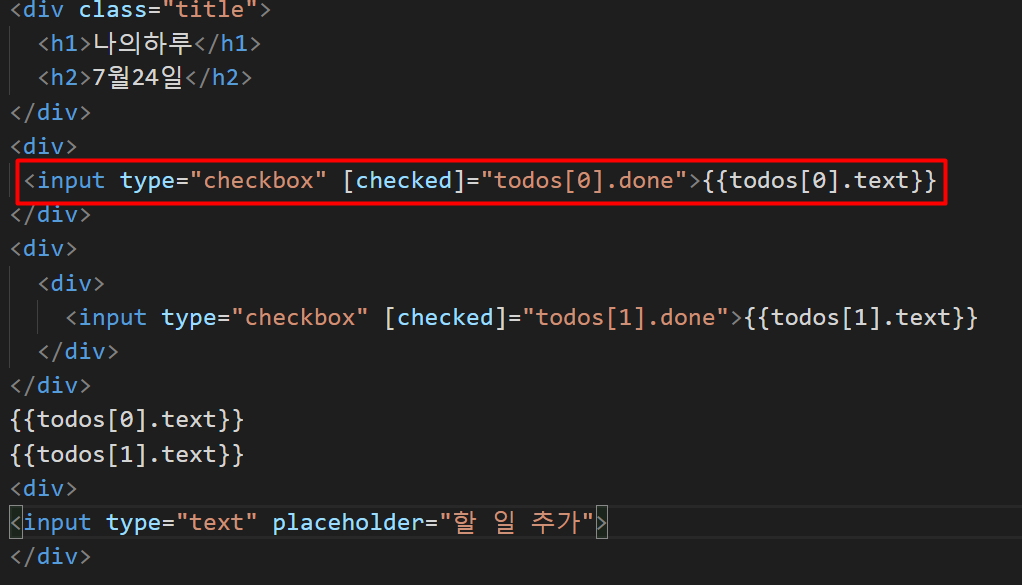 <div class="title">
<h1>나의하루</h1>
<h2>7월24일</h2>
</div>
<div>
<input type="checkbox" [checked]="todos[0].done">{{todos[0].text}}
</div>
<div>
<div>
<input type="checkbox" [checked]="todos[1].done">{{todos[1].text}}
</div>
</div>
{{todos[0].text}}
{{todos[1].text}}
<div>
<input type="text" placeholder="할 일 추가">
</div>